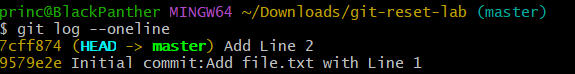 princ@BlackPanther MINGW64 ~/Downloads/git-reset-lab (master)
$ git log --oneline
7cff874 (HEAD -> master) Add Line 2
9579e2e Initial commit:Add file.txt with Line 1